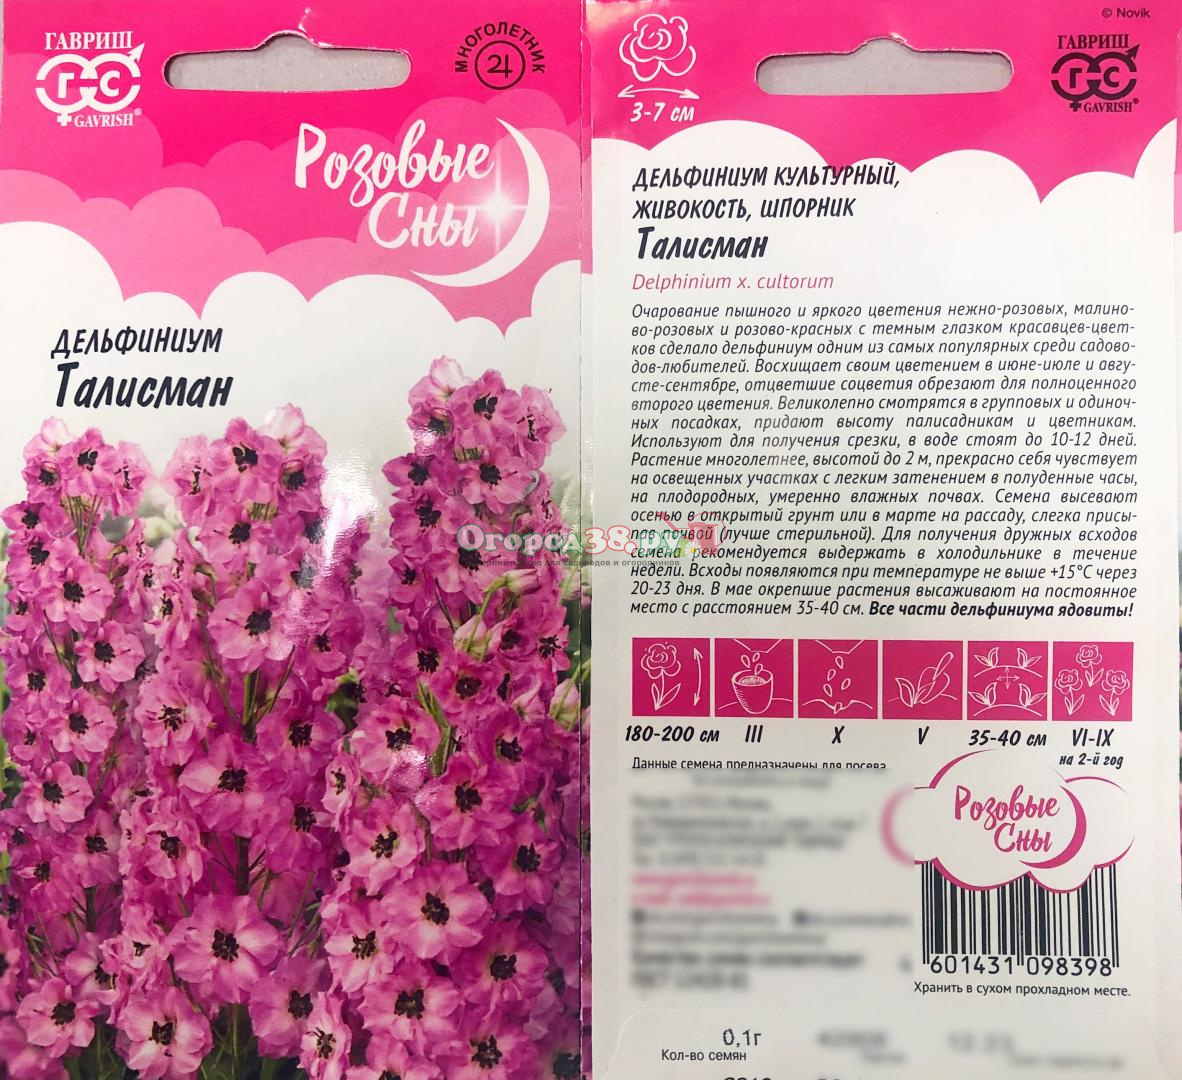 ГАВРИШ
Г С
GAVRISH®
МНОГОЛЕТНИК
Розовые
Сны
ДЕЛЬФИНИУМ
Талисман
© Novik
3-7 см
ГАВРИШ
Г С
GAVRISH®
ДЕЛЬФИНИУМ КУЛЬТУРНЫЙ,
ЖИВОКОСТЬ, ШПОРНИК
Талисман
Delphinium x. cultorum
Очарование пышного и яркого цветения нежно-розовых, малино-
во-розовых и розово-красных с темным глазком красавцев-цвет-
ков сделало дельфиниум одним из самых популярных среди садово-
дов-любителей. Восхищает своим цветением в июне-июле и авгу-
сте-сентябре, отцветшие соцветия обрезают для полноценного
второго цветения. Великолепно смотрятся в групповых и одиноч-
ных посадках, придают высоту палисадникам и цветникам.
Используют для получения срезки, в воде стоят до 10-12 дней.
Растение многолетнее, высотой до 2 м, прекрасно себя чувствует
на освещенных участках с легким затенением в полуденные часы,
на плодородных, умеренно влажных почвах. Семена высевают
осенью в открытый грунт или в марте на рассаду, слегка присы-
пав почвой (лучше стерильной). Для получения дружных всходов
семена рекомендуется выдержать в холодильнике в течение
недели. Всходы появляются при температуре не выше +15°С через
20-23 дня. В мае окрепшие растения высаживают на постоянное
место с расстоянием 35-40 см. Все части дельфиниума ядовиты!
Огород38.ру
для садоводов и огородников
180-200 см III X V 35-40 см VI-IX
на 2-й год
Данные семена предназначены для посева
Розовые
Сны
601431 098398
Хранить в сухом прохладном месте.
0,1г
Кол-во семян